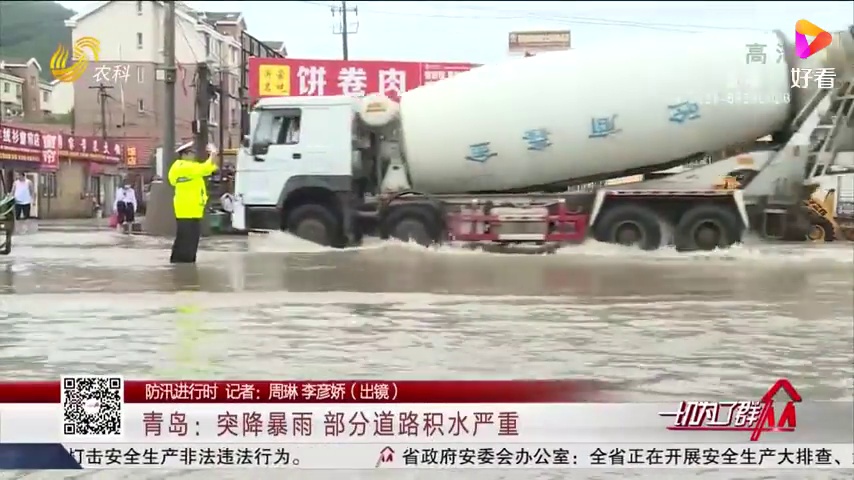 农科
高清
好看
饼卷肉
防汛进行时 记者：周琳 李彦娇（出镜）
青岛：突降暴雨 部分道路积水严重
一切为了群众
打击安全生产非法违法行为。 省政府安委会办公室：全省正在开展安全生产大排查、